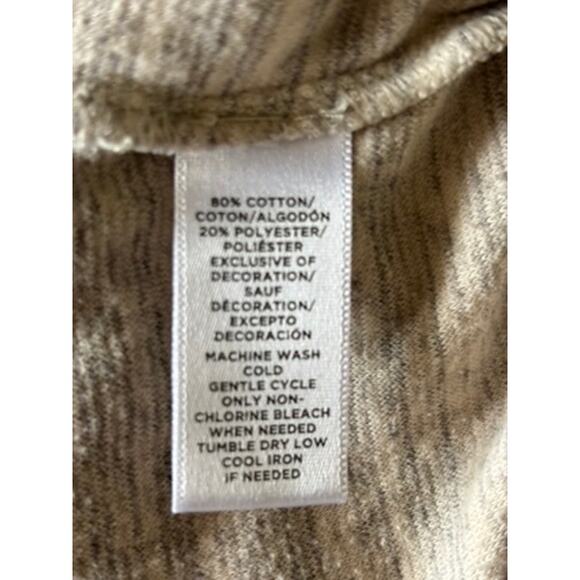 80% COTTON/
COTON/ALGODÓN
20% POLYESTER/
POLIÉSTER
EXCLUSIVE OF
DECORATION/
SAUF
DÉCORATION/
EXCEPTO
DECORACIÓN
MACHINE WASH
COLD
GENTLE CYCLE
ONLY NON-
CHLORINE BLEACH
WHEN NEEDED
TUMBLE DRY LOW
COOL IRON
IF NEEDED